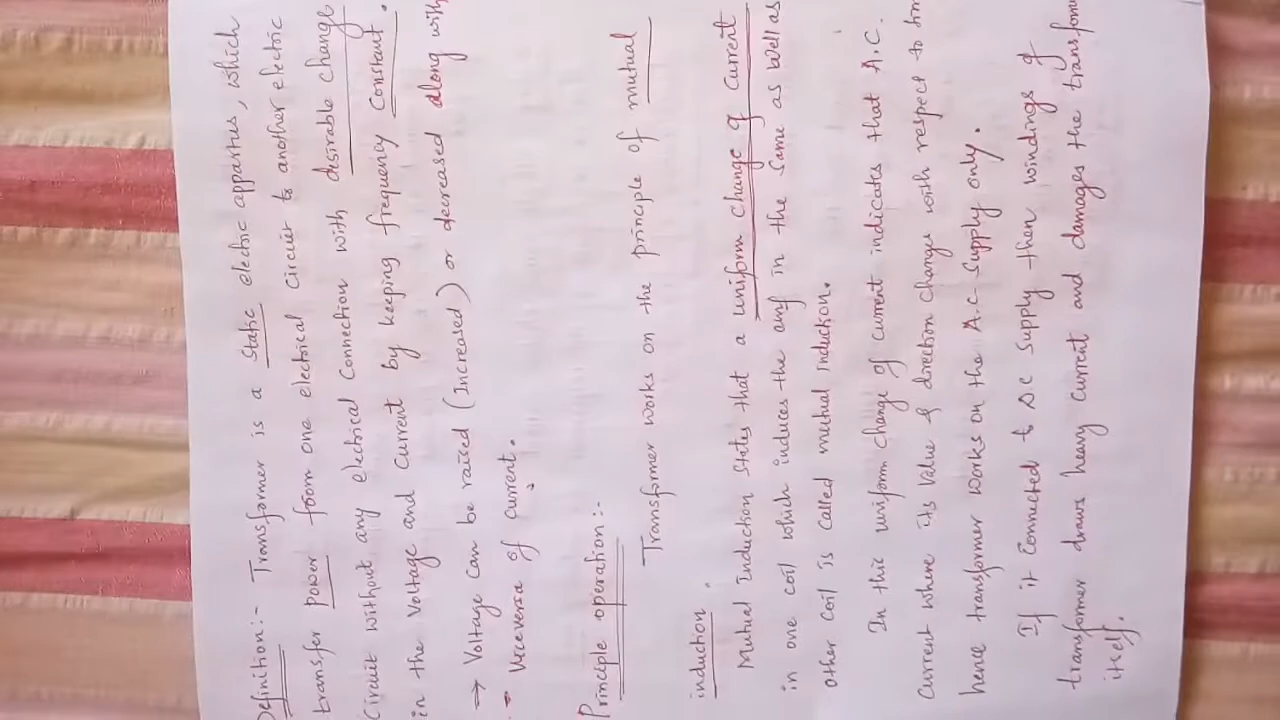 Definition:- Transformer is a static electric appartus, which
transfer power from one electrical circuit to another electric
Circuit without any electrical Connection with desirable change
in the Voltage and current by keeping frequency Constant.
→ Voltage can be raised (Increased) or decreased along with
- Viceversa of current.
Principle operation:-
Transformer works on the principle of mutual
induction.
Mutual Induction states that a uniform change of current
in one coil which induces the emf in the same as well as
other coil is called mutual induction.
In this uniform change of current indicates that A.C.
Current where its value & direction changes with respect to
hence transformer works on the A.C-Supply only.
If it Connected to DC supply then windings of
transformer draws heavy current and damages the
itself.